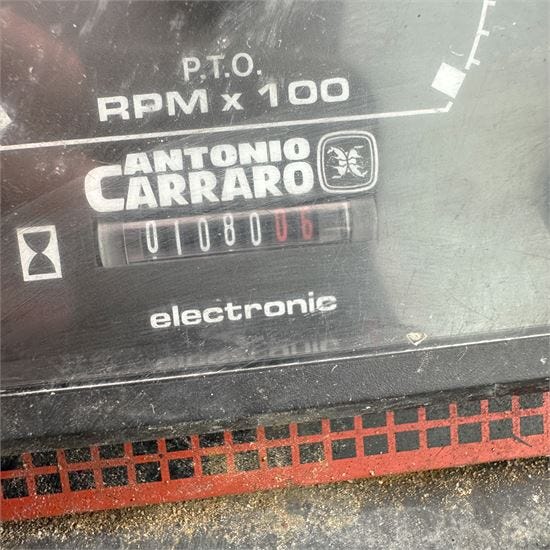 P.T.O.
RPM x 100
ANTONIO
CARRARO
0108006
electronic